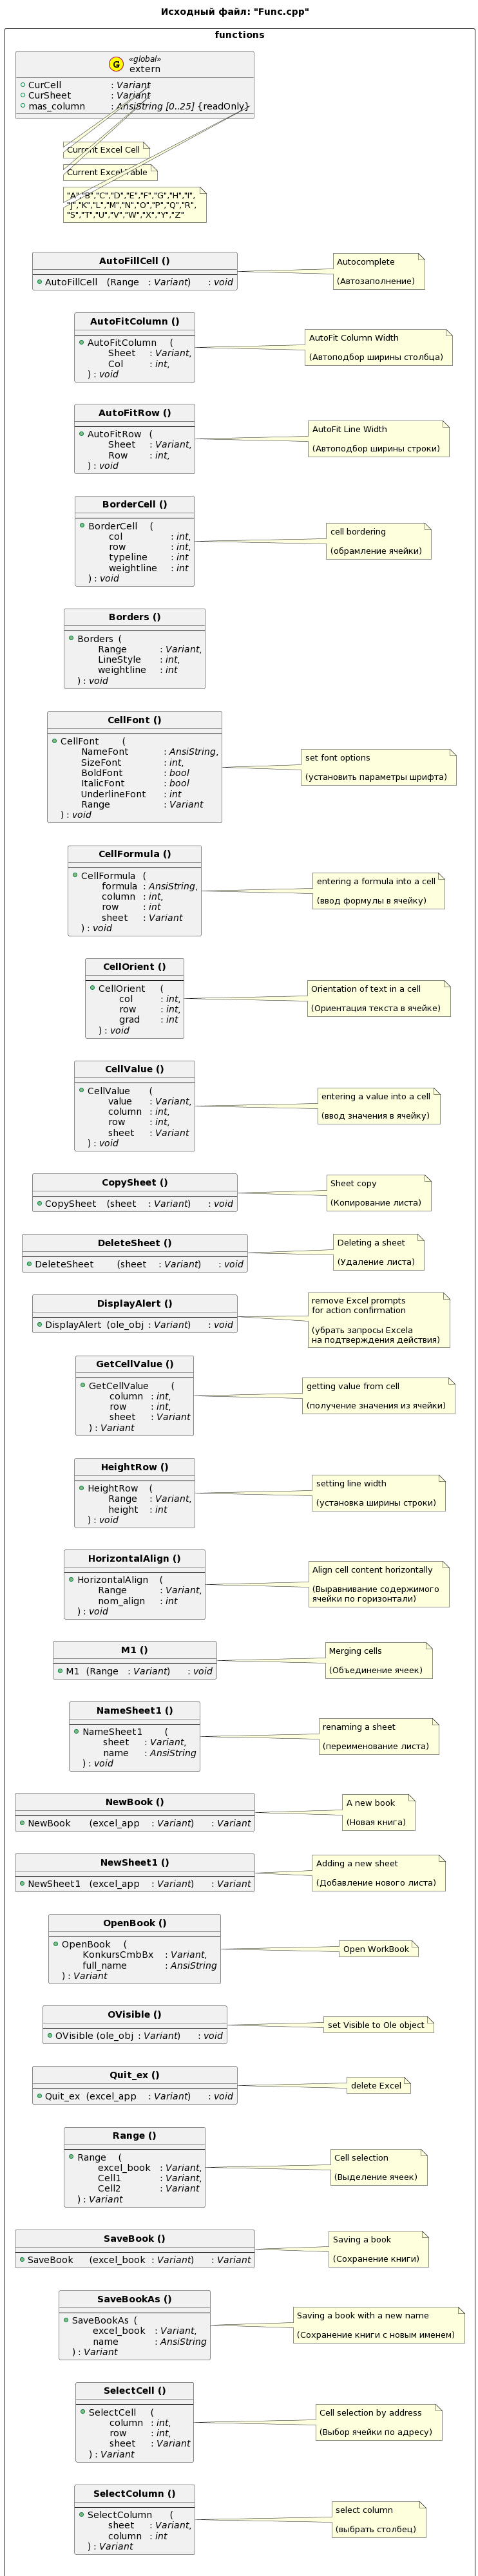 Исходный файл: "Func.cpp"
functions
G «global»
extern
CurCell : Variant
CurSheet : Variant
mas_column : AnsiString [0..25] {readOnly}
Current Excel Cell
Current Excel Table
"A","B","C","D","E","F","G","H","I",
"J","K","L","M","N","O","P","Q","R",
"S","T","U","V","W","X","Y","Z"
AutoFillCell ()
AutoFillCell (Range : Variant) : void
Autocomplete
(Автозаполнение)
AutoFitColumn ()
AutoFitColumn (
Sheet : Variant,
Col : int,
) : void
AutoFit Column Width
(Автоподбор ширины столбца)
AutoFitRow ()
AutoFitRow (
Sheet : Variant,
Row : int,
) : void
AutoFit Line Width
(Автоподбор ширины строки)
BorderCell ()
BorderCell (
col : int,
row : int,
typeline : int
weightline : int
) : void
cell bordering
(обрамление ячейки)
Borders ()
Borders (
Range : Variant,
LineStyle : int,
weightline : int
) : void
CellFont ()
CellFont (
NameFont : AnsiString,
SizeFont : int,
BoldFont : bool
ItalicFont : bool
UnderlineFont : int
Range : Variant
) : void
set font options
(установить параметры шрифта)
CellFormula ()
CellFormula (
formula : AnsiString,
column : int,
row : int
sheet : Variant
) : void
entering a formula into a cell
(ввод формулы в ячейку)
CellOrient ()
CellOrient (
col : int,
row : int,
grad : int
) : void
Orientation of text in a cell
(Ориентация текста в ячейке)
CellValue ()
CellValue (
value : Variant,
column : int,
row : int,
sheet : Variant
) : void
entering a value into a cell
(ввод значения в ячейку)
CopySheet ()
CopySheet (sheet : Variant) : void
Sheet copy
(Копирование листа)
DeleteSheet ()
DeleteSheet (sheet : Variant) : void
Deleting a sheet
(Удаление листа)
DisplayAlert ()
DisplayAlert (ole_obj : Variant) : void
remove Excel prompts
for action confirmation
(убрать запросы Excela
на подтверждения действия)
GetCellValue ()
GetCellValue (
column : int,
row : int,
sheet : Variant
) : Variant
getting value from cell
(получение значения из ячейки)
HeightRow ()
HeightRow (
Range : Variant,
height : int
) : void
setting line width
(установка ширины строки)
HorizontalAlign ()
HorizontalAlign (
Range : Variant,
nom_align : int
) : void
Align cell content horizontally
(Выравнивание содержимого
ячейки по горизонтали)
M1 ()
M1 (Range : Variant) : void
Merging cells
(Объединение ячеек)
NameSheet1 ()
NameSheet1 (
sheet : Variant,
name : AnsiString
) : void
renaming a sheet
(переименование листа)
NewBook ()
NewBook (excel_app : Variant) : Variant
A new book
(Новая книга)
NewSheet1 ()
NewSheet1 (excel_app : Variant) : Variant
Adding a new sheet
(Добавление нового листа)
OpenBook ()
OpenBook (
KonkursCmbBx : Variant,
full_name : AnsiString
) : Variant
Open WorkBook
OVisible ()
OVisible (ole_obj : Variant) : void
set Visible to Ole object
Quit_ex ()
Quit_ex (excel_app : Variant) : void
delete Excel
Range ()
Range (
excel_book : Variant,
Cell1 : Variant,
Cell2 : Variant
) : Variant
Cell selection
(Выделение ячеек)
SaveBook ()
SaveBook (excel_book : Variant) : Variant
Saving a book
(Сохранение книги)
SaveBookAs ()
SaveBookAs (
excel_book : Variant,
name : AnsiString
) : Variant
Saving a book with a new name
(Сохранение книги с новым именем)
SelectCell ()
SelectCell (
column : int,
row : int,
sheet : Variant
) : Variant
Cell selection by address
(Выбор ячейки по адресу)
SelectColumn ()
SelectColumn (
sheet : Variant,
column : int
) : Variant
select column
(выбрать столбец)